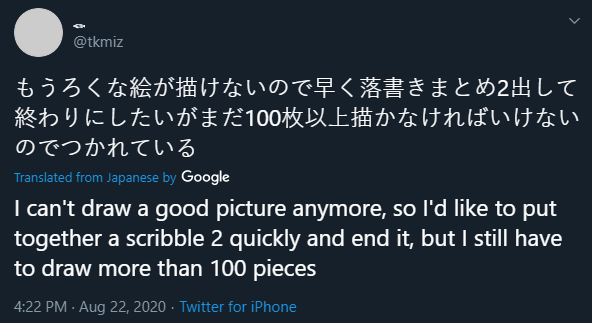 @tkmiz
もうろくな絵が描けないので早く落書きまとめ2出して
終わりにしたいがまだ100枚以上描かなければいけない
のでつかれている
Translated from Japanese by Google
I can't draw a good picture anymore, so I'd like to put
together a scribble 2 quickly and end it, but I still have
to draw more than 100 pieces
4:22 PM · Aug 22, 2020 · Twitter for iPhone